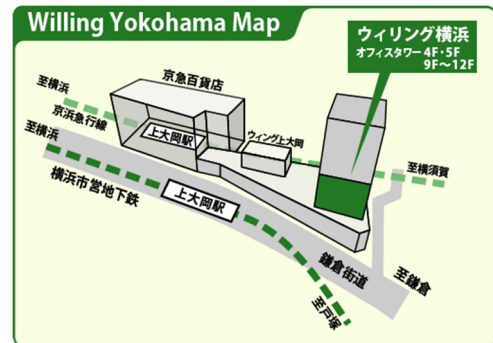 Willing Yokohama Map
ウィリング横浜
オフィスタワー 4F・5F
9F～12F
京急百貨店
至横浜
京浜急行線
上大岡駅
ウィング上大岡
至横須賀
至横浜
横浜市営地下鉄
上大岡駅
鎌倉街道
至鎌倉
至戸塚